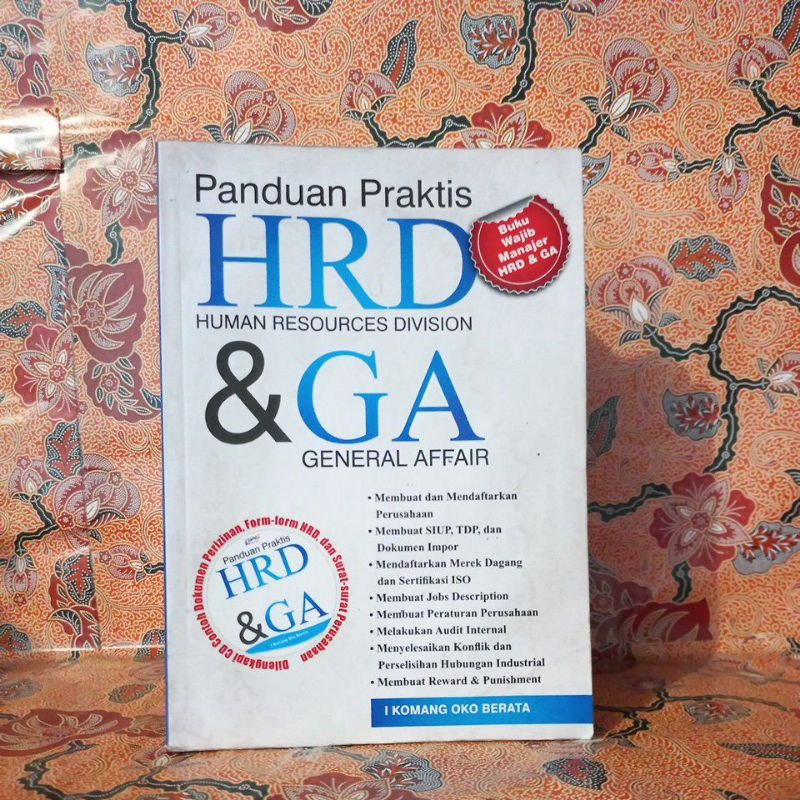 Panduan Praktis
HRD
HUMAN RESOURCES DIVISION
Buku
Wajib
Manajer
HRD & GA
& GA
GENERAL AFFAIR
• Membuat dan Mendaftarkan
Perusahaan
• Membuat SIUP, TDP, dan
Dokumen Impor
• Mendaftarkan Merek Dagang
dan Sertifikasi ISO
• Membuat Jobs Description
• Membuat Peraturan Perusahaan
• Melakukan Audit Internal
• Menyelesaikan Konflik dan
Perselisihan Hubungan Industrial
• Membuat Reward & Punishment
Dilengkapi CD Contoh Dokumen Perizinan, Form-form HRD, dan Surat-surat Perusahaan
Panduan Praktis
HRD
& GA
I Komang Oko Berata
I KOMANG OKO BERATA